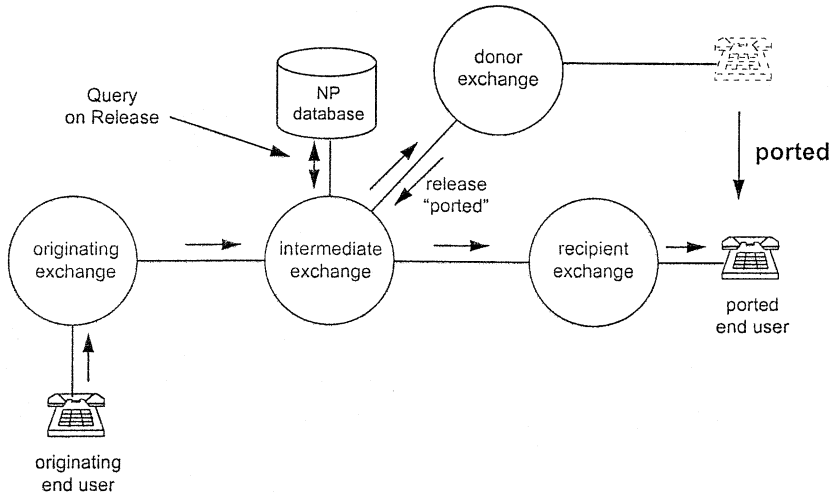 donor
exchange
NP
database
Query
on Release
ported
release
"ported"
originating
exchange
intermediate
exchange
recipient
exchange
ported
end user
originating
end user